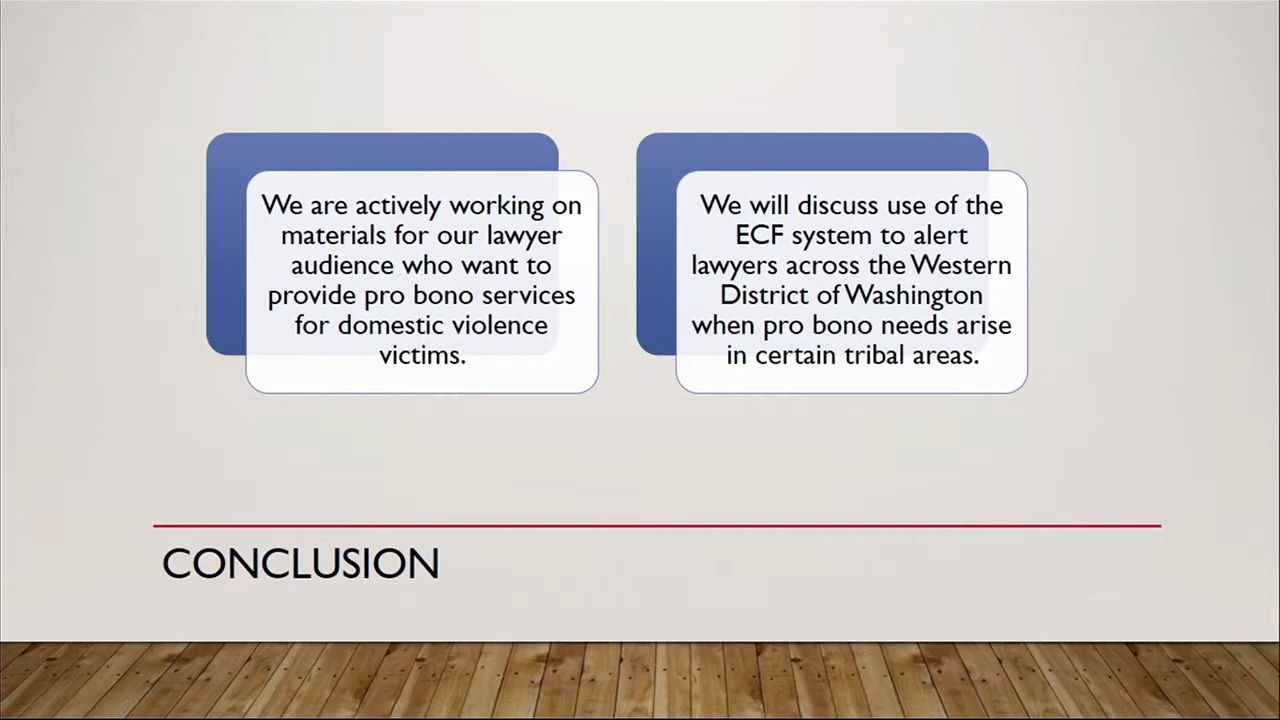 We are actively working on
materials for our lawyer
audience who want to
provide pro bono services
for domestic violence
victims.
We will discuss use of the
ECF system to alert
lawyers across the Western
District of Washington
when pro bono needs arise
in certain tribal areas.
CONCLUSION